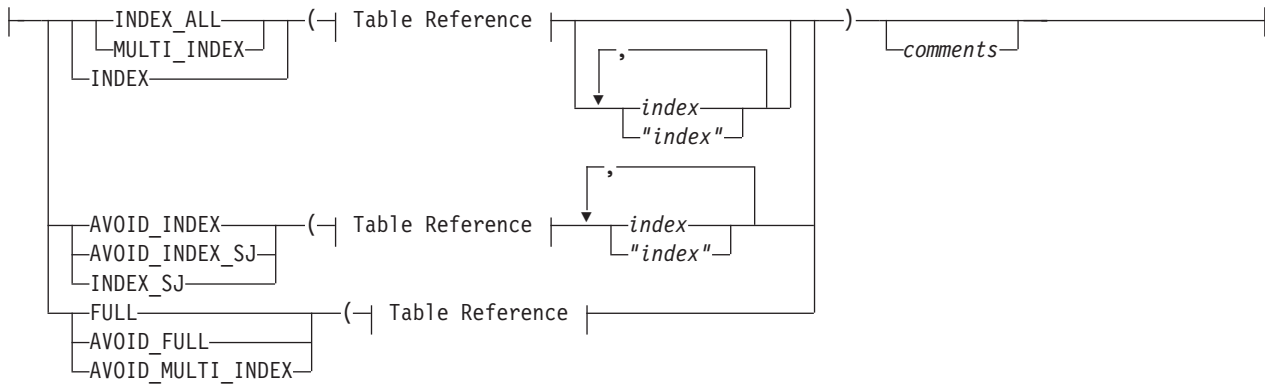 INDEX_ALL ( Table Reference )
MULTI_INDEX , comments
INDEX index
"index"
,
AVOID_INDEX ( Table Reference index
AVOID_INDEX_SJ "index"
INDEX_SJ
FULL ( Table Reference
AVOID_FULL
AVOID_MULTI_INDEX